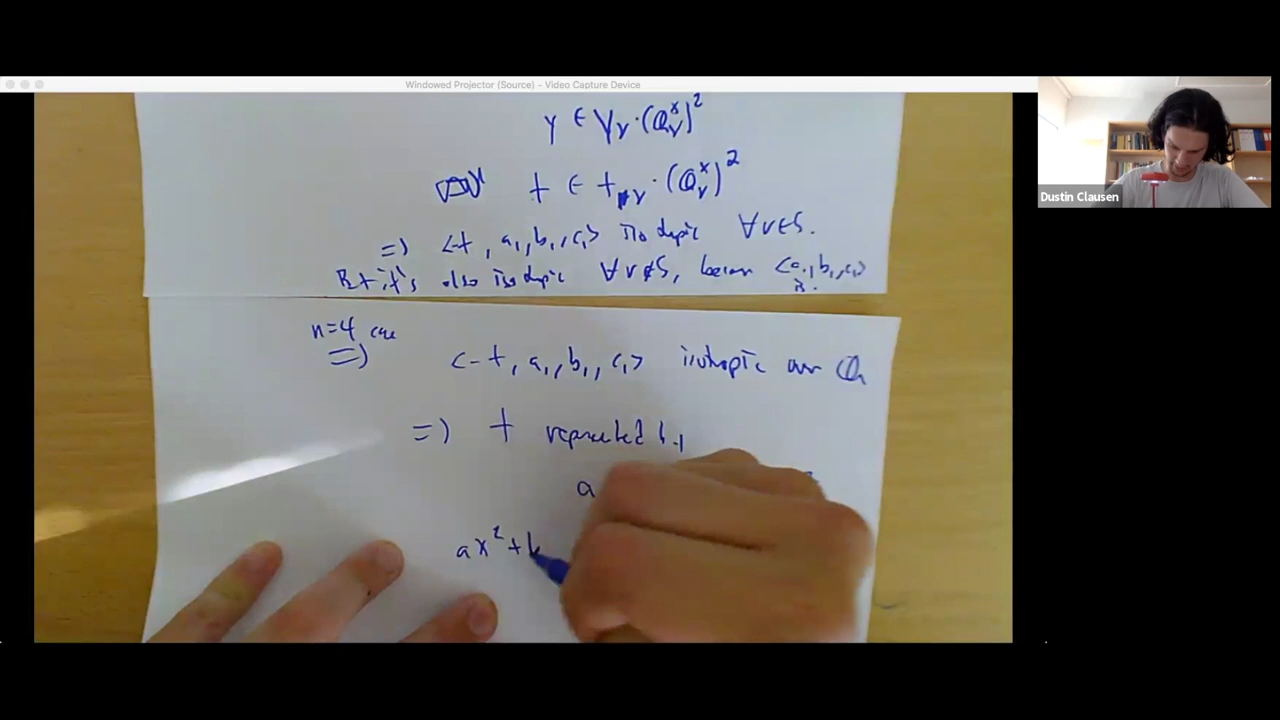 Windowed Projector (Source) - Video Capture Device
y ∈ y_v · (ℚ_v^×)^2
t ∈ t_v · (ℚ_v^×)^2
=> <-t, a₁, b₁, c₁> isotropic ∀v∈S.
But it's also isotropic ∀v∉S, because <a₁, b₁, c₁>
is.
n=4 case
=> <-t, a₁, b₁, c₁> isotropic over ℚ
=> t represented by
a
ax² + b
Dustin Clausen